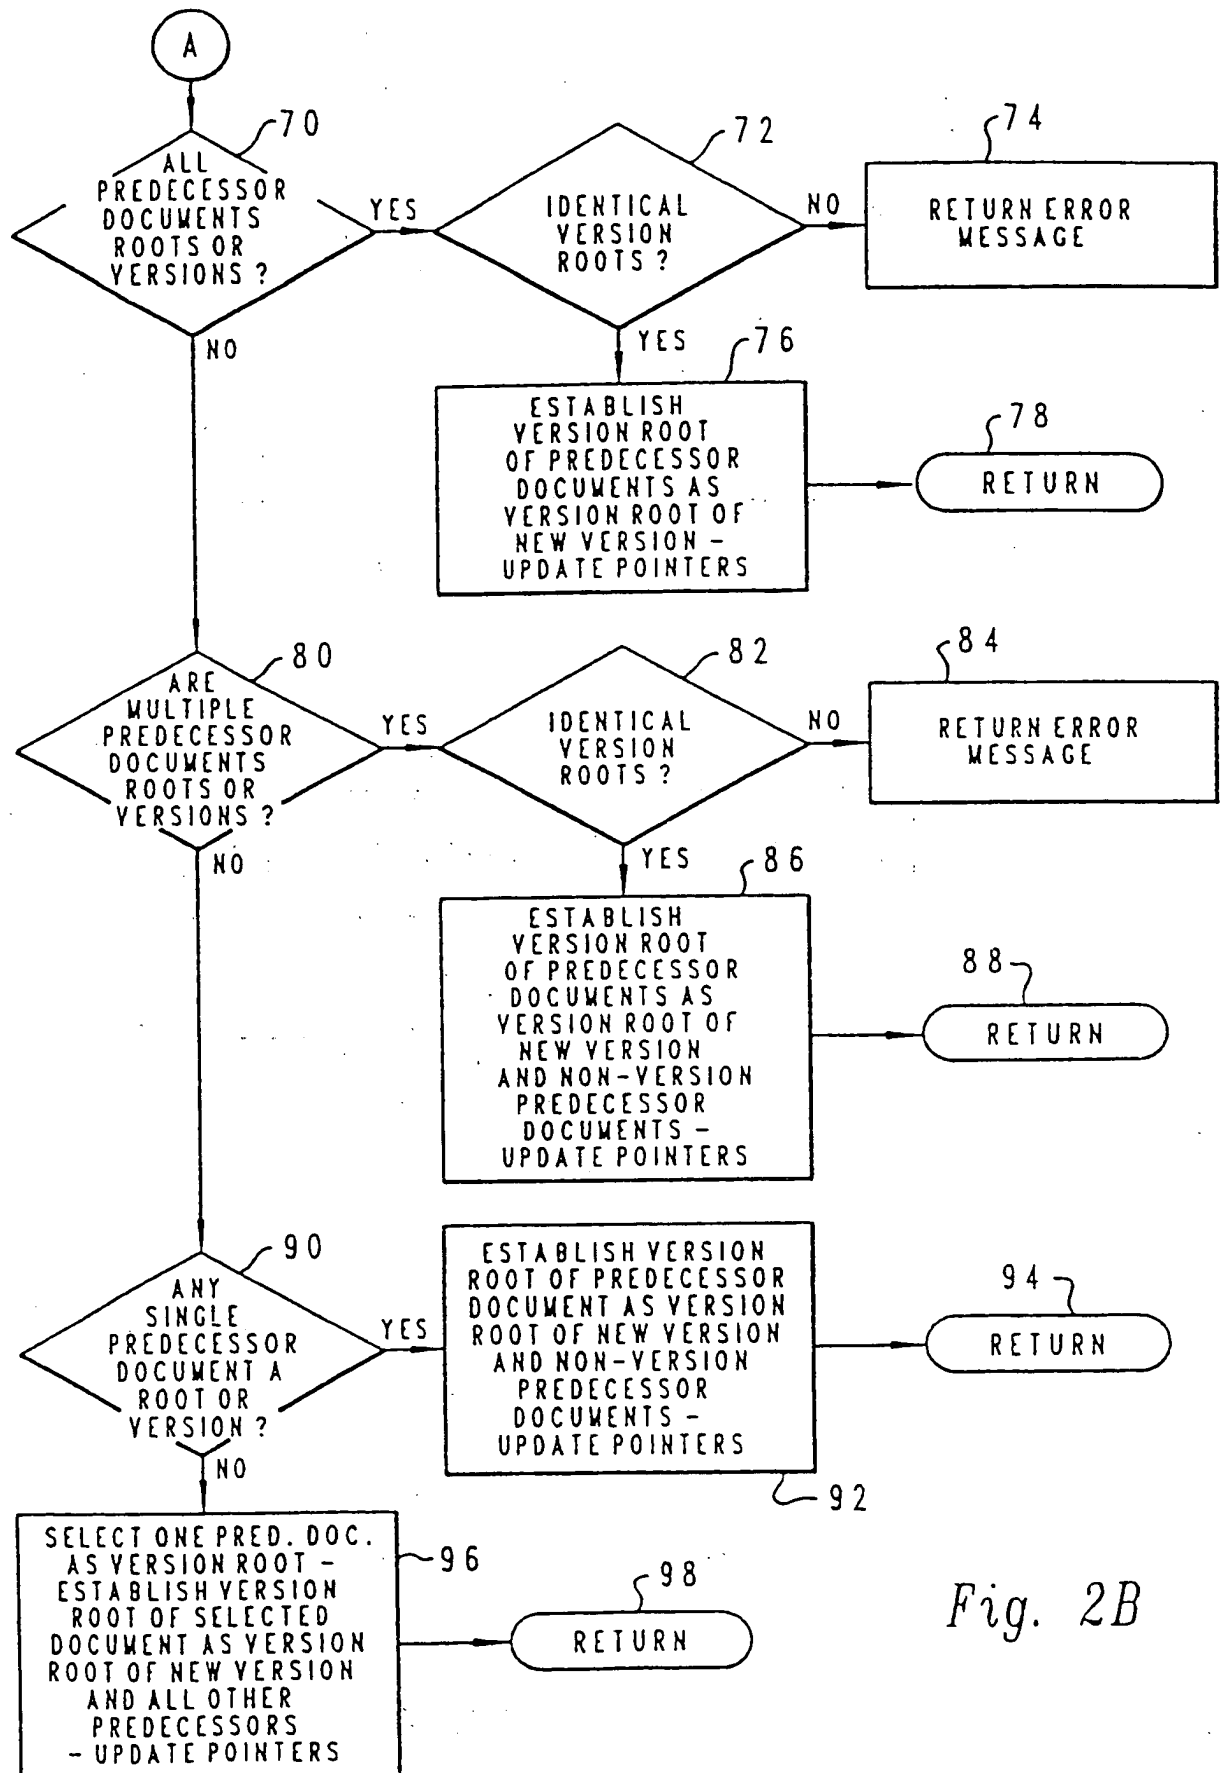 A
70
ALL
PREDECESSOR
DOCUMENTS
ROOTS OR
VERSIONS ?
YES
NO
72
IDENTICAL
VERSION
ROOTS ?
NO
YES
74
RETURN ERROR
MESSAGE
76
ESTABLISH
VERSION ROOT
OF PREDECESSOR
DOCUMENTS AS
VERSION ROOT OF
NEW VERSION -
UPDATE POINTERS
78
RETURN
80
ARE
MULTIPLE
PREDECESSOR
DOCUMENTS
ROOTS OR
VERSIONS ?
YES
NO
82
IDENTICAL
VERSION
ROOTS ?
NO
YES
84
RETURN ERROR
MESSAGE
86
ESTABLISH
VERSION ROOT
OF PREDECESSOR
DOCUMENTS AS
VERSION ROOT OF
NEW VERSION
AND NON-VERSION
PREDECESSOR
DOCUMENTS -
UPDATE POINTERS
88
RETURN
90
ANY
SINGLE
PREDECESSOR
DOCUMENT A
ROOT OR
VERSION ?
YES
NO
ESTABLISH VERSION
ROOT OF PREDECESSOR
DOCUMENT AS VERSION
ROOT OF NEW VERSION
AND NON-VERSION
PREDECESSOR
DOCUMENTS -
UPDATE POINTERS
92
94
RETURN
SELECT ONE PRED. DOC.
AS VERSION ROOT -
ESTABLISH VERSION
ROOT OF SELECTED
DOCUMENT AS VERSION
ROOT OF NEW VERSION
AND ALL OTHER
PREDECESSORS
- UPDATE POINTERS
96
98
RETURN
Fig. 2B